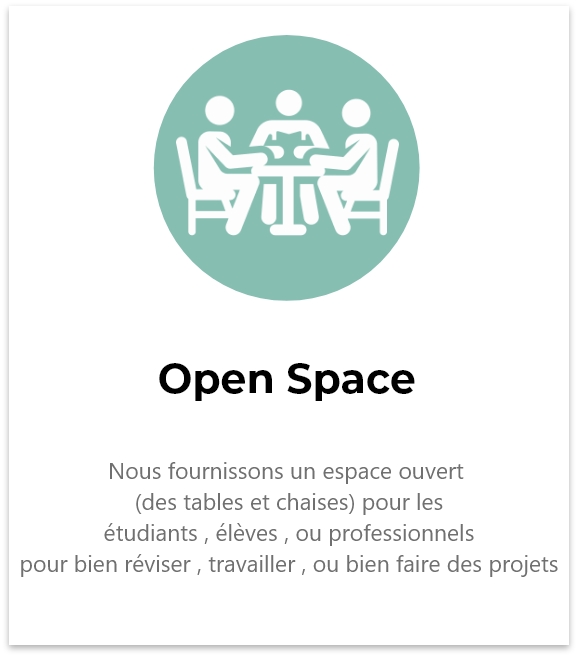 Open Space
Nous fournissons un espace ouvert
(des tables et chaises) pour les
étudiants , élèves , ou professionnels
pour bien réviser , travailler , ou bien faire des projets